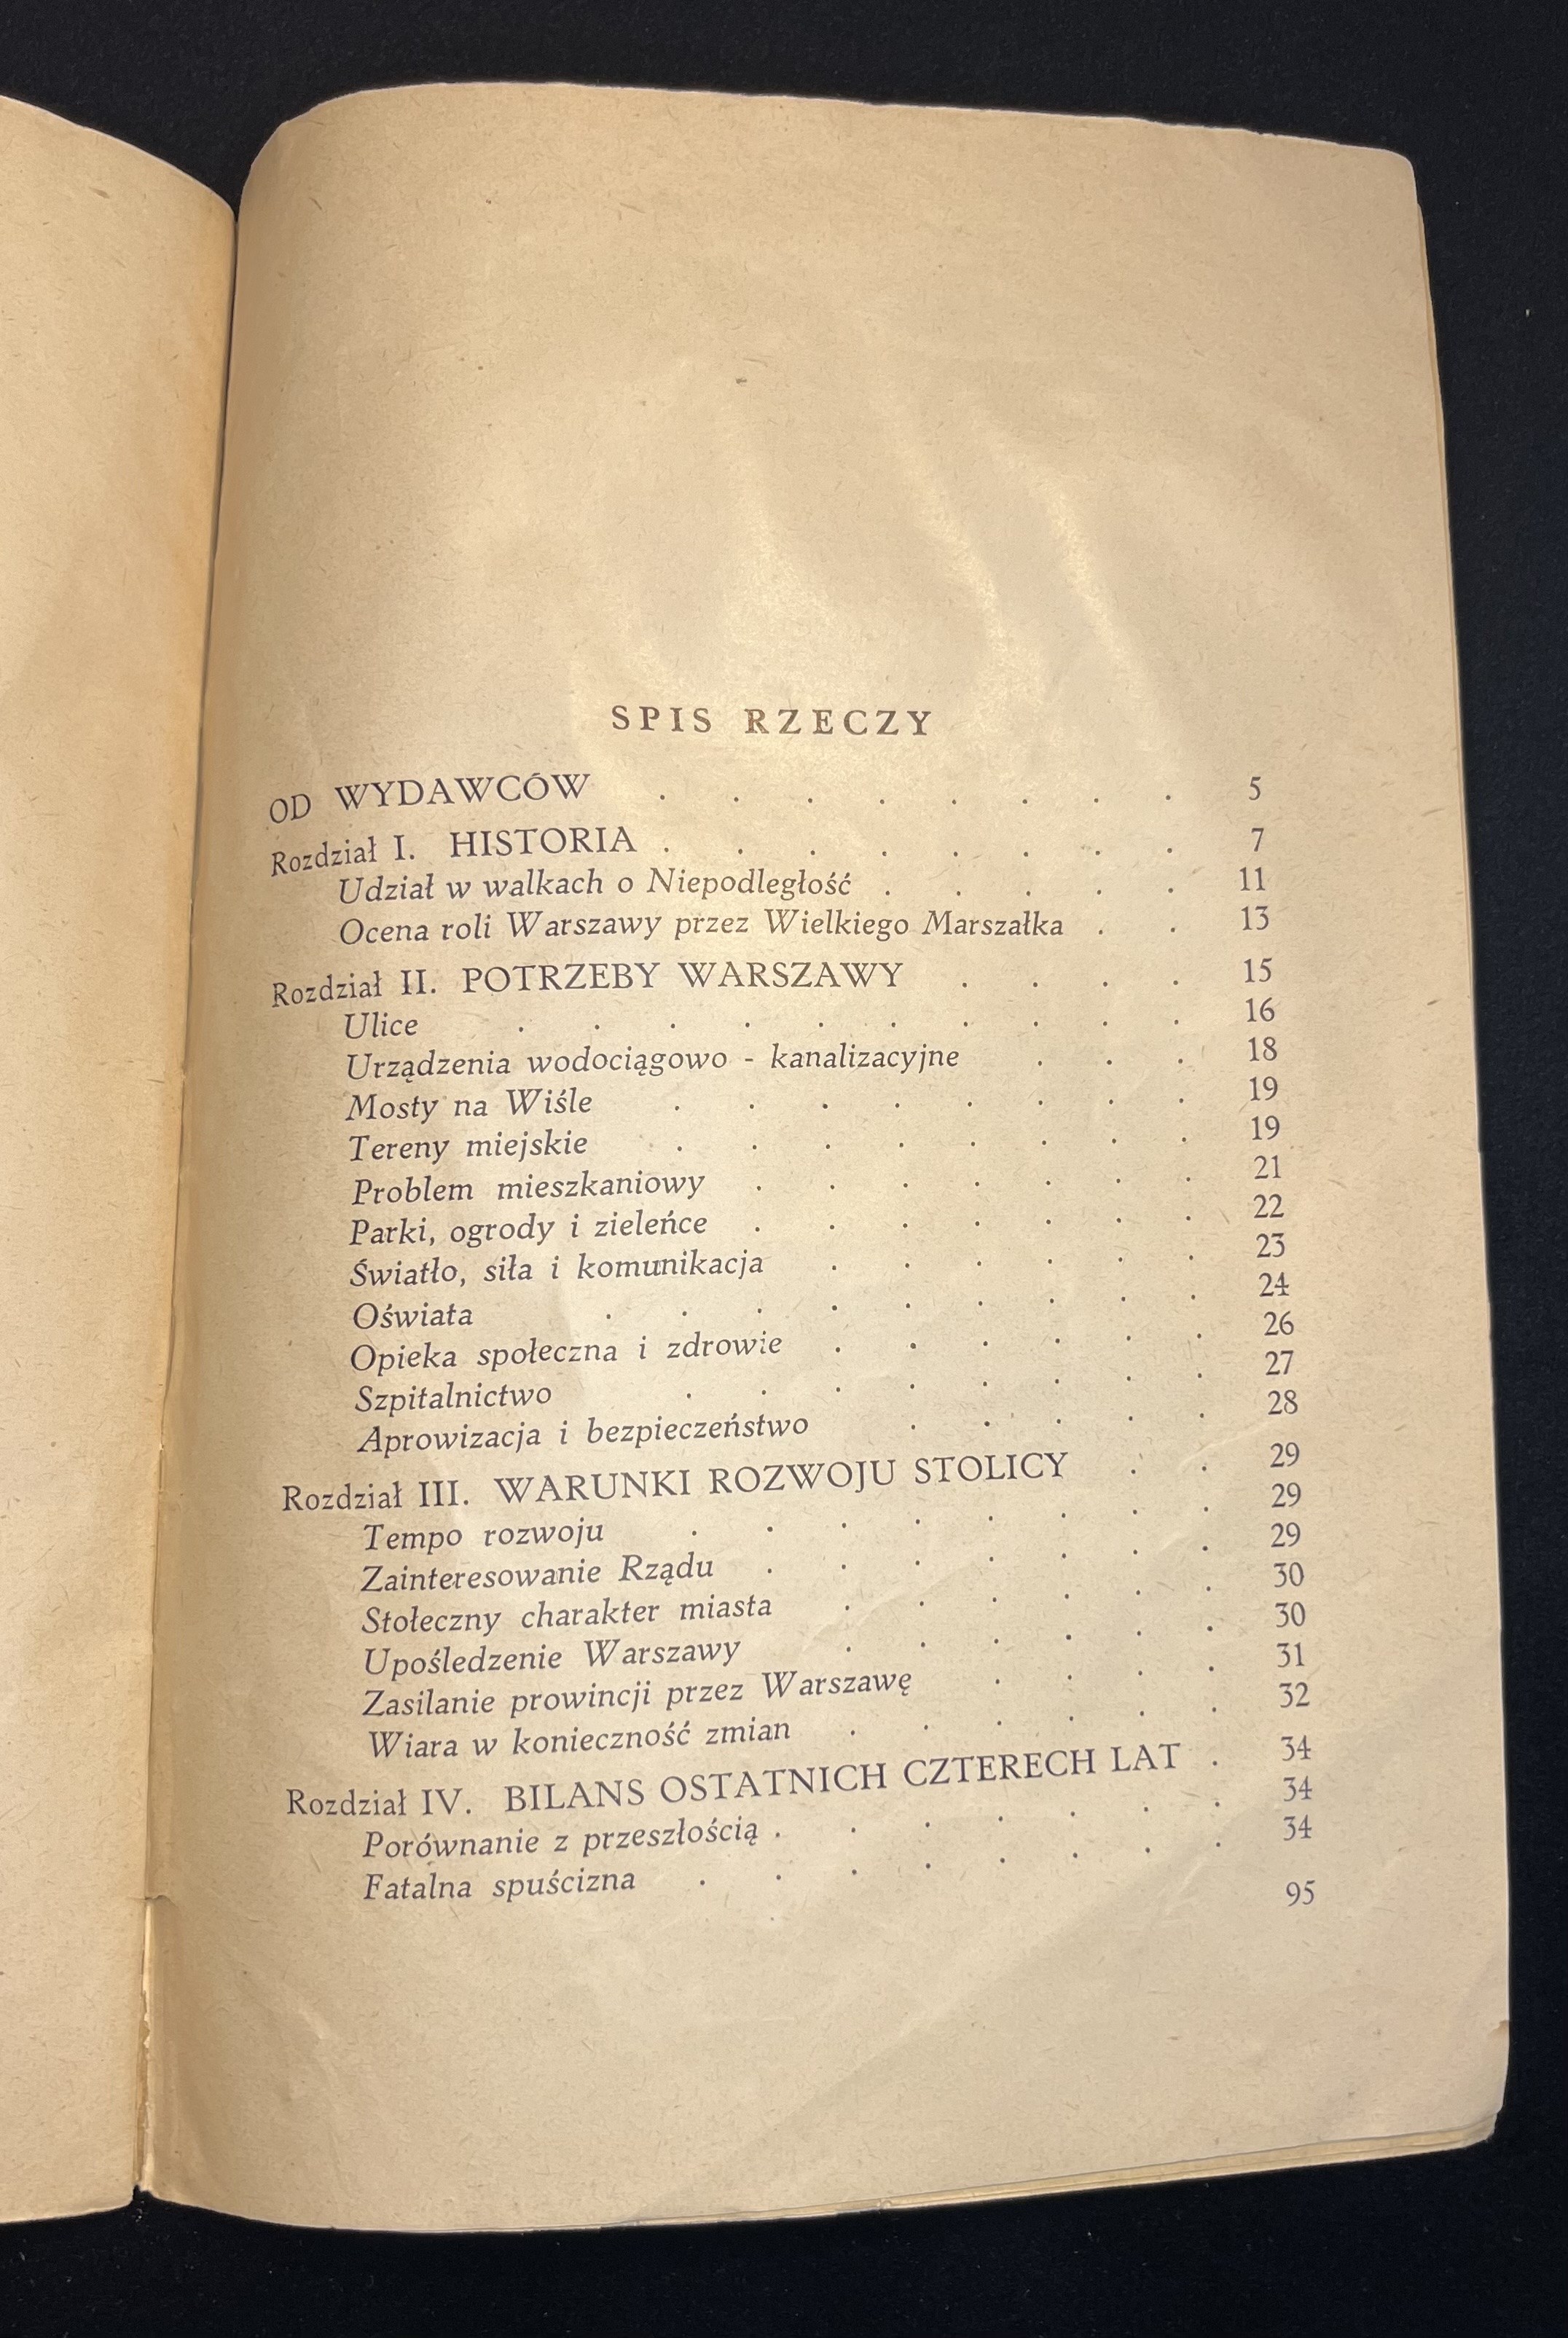 SPIS RZECZY
OD WYDAWCÓW . . . . . . . . 5
Rozdział I. HISTORIA . . . . . . . . 7
Udział w walkach o Niepodległość . . . . . 11
Ocena roli Warszawy przez Wielkiego Marszałka . . 13
Rozdział II. POTRZEBY WARSZAWY . . . . 15
Ulice . . . . . . . . . . 16
Urządzenia wodociągowo - kanalizacyjne . . . 18
Mosty na Wiśle . . . . . . . . 19
Tereny miejskie . . . . . . . . 19
Problem mieszkaniowy . . . . . . . 21
Parki, ogrody i zieleńce . . . . . . . 22
Światło, siła i komunikacja . . . . . . 23
Oświata . . . . . . . . . 24
Opieka społeczna i zdrowie . . . . . . 26
Szpitalnictwo . . . . . . . . 27
Aprowizacja i bezpieczeństwo . . . . . 28
Rozdział III. WARUNKI ROZWOJU STOLICY . . 29
Tempo rozwoju . . . . . . . . 29
Zainteresowanie Rządu . . . . . . . 29
Stołeczny charakter miasta . . . . . . 30
Upośledzenie Warszawy . . . . . . 30
Zasilanie prowincji przez Warszawę . . . . 31
Wiara w konieczność zmian . . . . . . 32
Rozdział IV. BILANS OSTATNICH CZTERECH LAT . 34
Porównanie z przeszłością . . . . . . . 34
Fatalna spuścizna . . . . . . . . 34
95